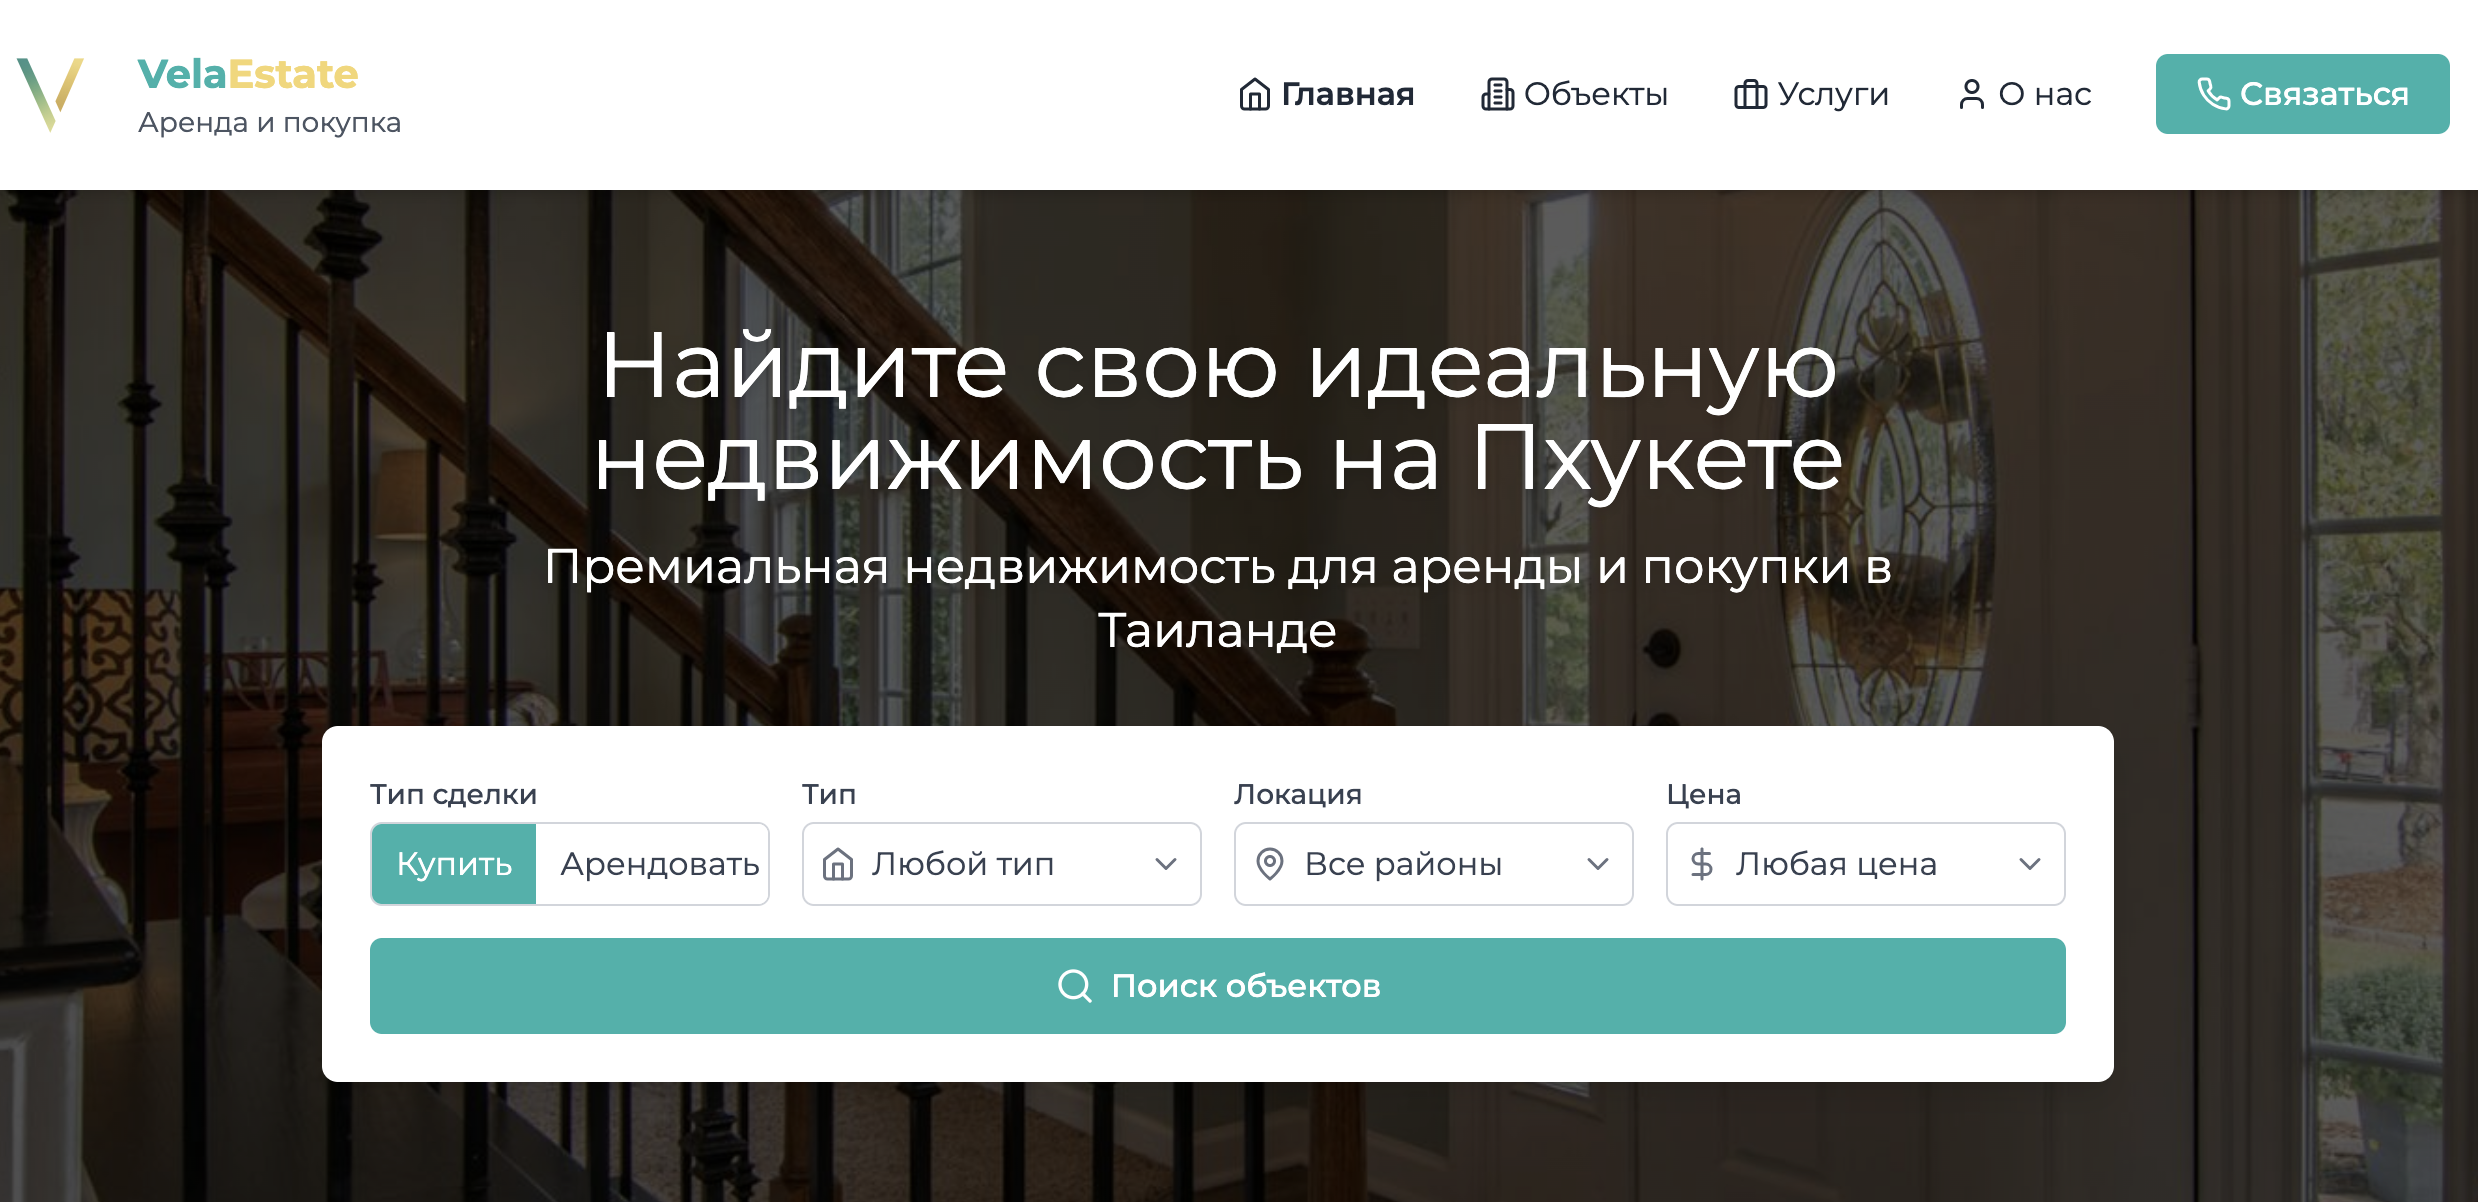 VelaEstate
Аренда и покупка
Главная
Объекты
Услуги
О нас
Связаться
Найдите свою идеальную
недвижимость на Пхукете
Премиальная недвижимость для аренды и покупки в
Таиланде
Тип сделки
Тип
Локация
Цена
Купить
Арендовать
Любой тип
Все районы
Любая цена
Поиск объектов